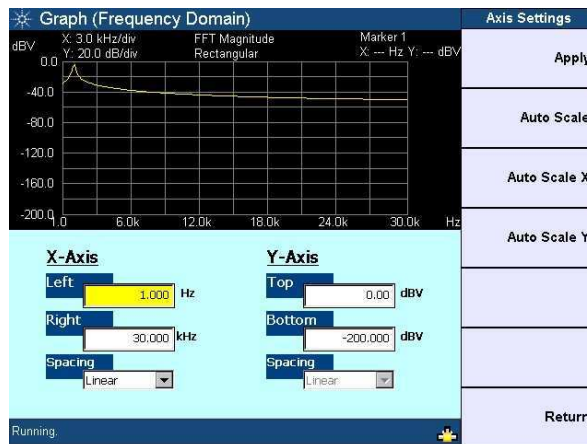 Graph (Frequency Domain)
Axis Settings
dBV
X: 3.0 kHz/div
FFT Magnitude
Marker 1
Y: 20.0 dB/div
Rectangular
X: --- Hz Y: --- dBV
0.0
-40.0
-80.0
-120.0
-160.0
-200.0
1.0 6.0k 12.0k 18.0k 24.0k 30.0k Hz
Apply
Auto Scale
Auto Scale X
Auto Scale Y
Return
X-Axis
Left
1.000 Hz
Right
30.000 kHz
Spacing
Linear
Y-Axis
Top
0.00 dBV
Bottom
-200.000 dBV
Spacing
Linear
Running.